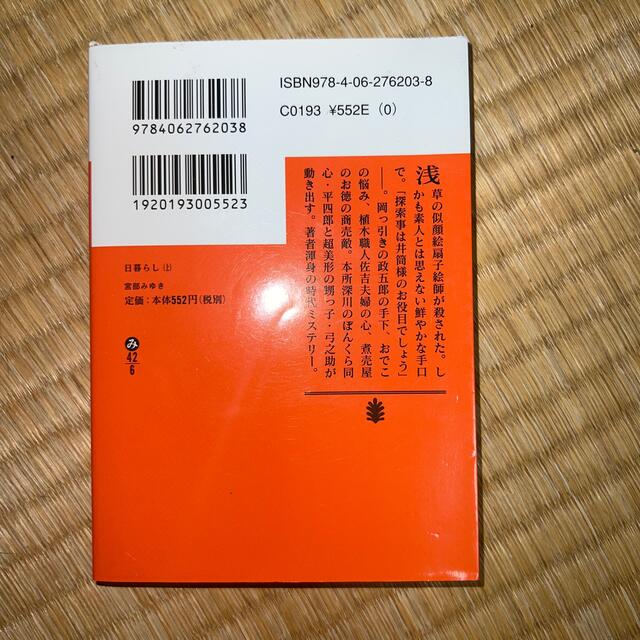 ISBN978-4-06-276203-8
C0193 ¥552E (0)
9784062762038
1920193005523
浅草の似顔絵扇子絵師が殺された。し
かも素人とは思えない鮮やかな手口
で。「探索事は井筒様のお役目でしょう」
――。岡っ引きの政五郎の手下、おでこ
の悩み、植木職人佐吉夫婦の心、煮売屋
のお徳の商売敵。本所深川のぼんくら同
心・平四郎と超美形の甥っ子・弓之助が
動き出す。著者渾身の時代ミステリー。
日暮らし(上)
宮部みゆき
定価:本体552円(税別)
み
42
6